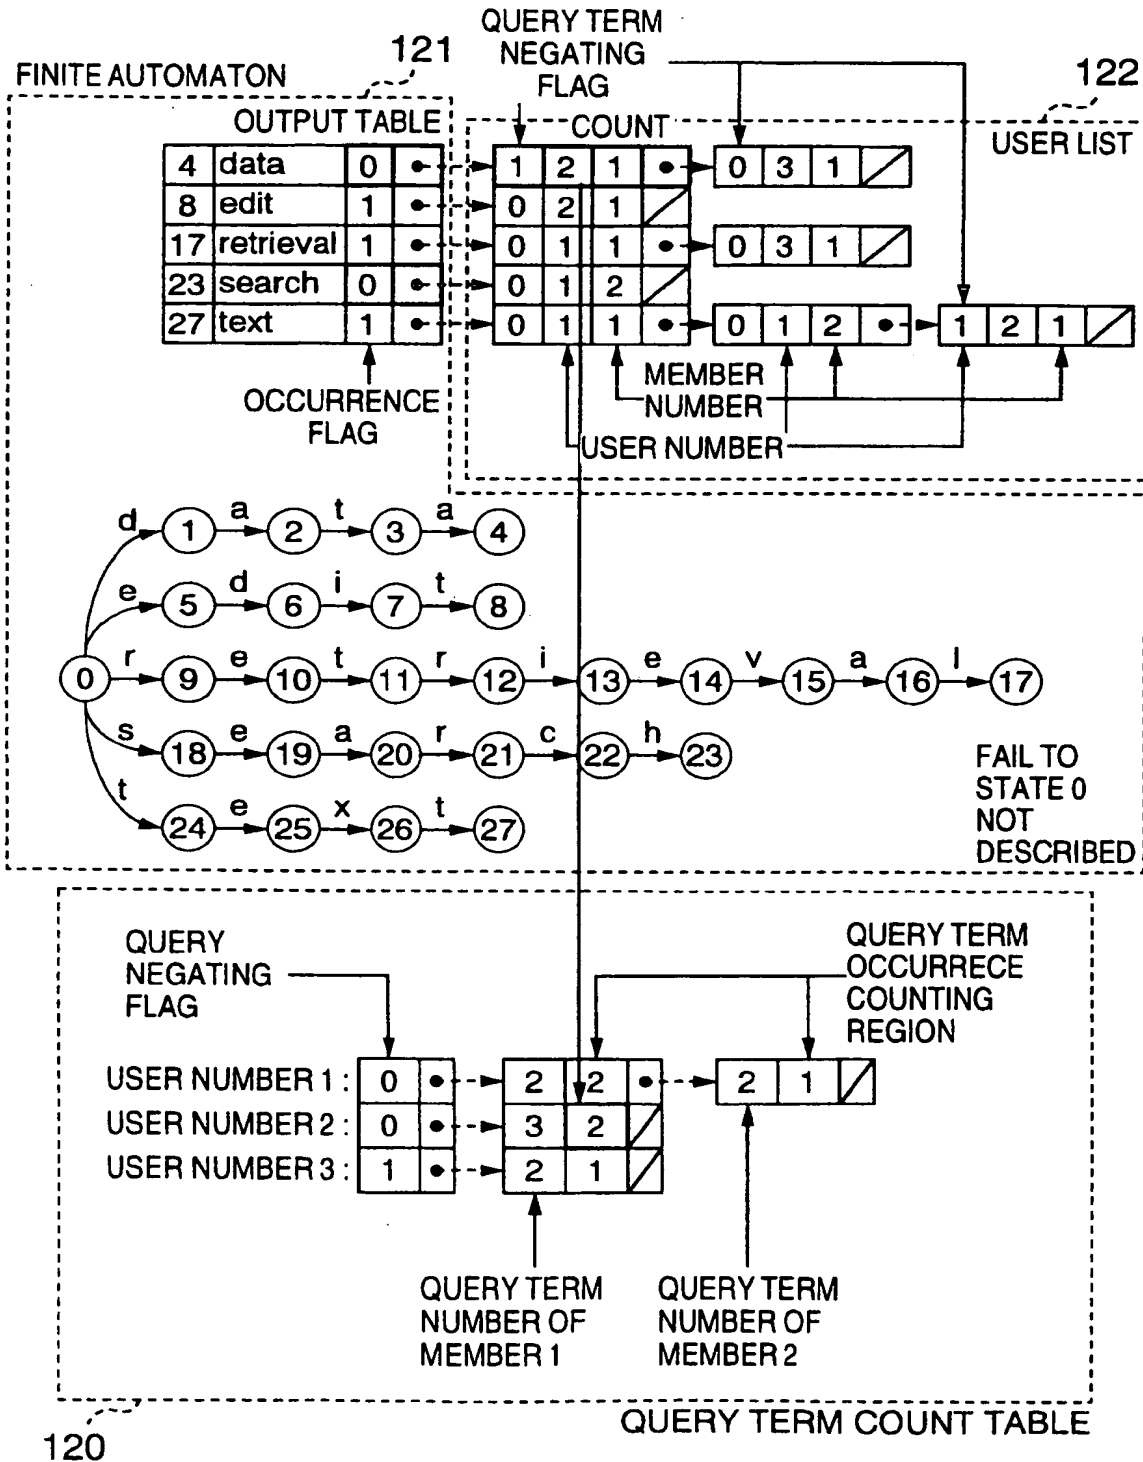 QUERY TERM
NEGATING
FLAG
121
122
FINITE AUTOMATON
OUTPUT TABLE
COUNT
USER LIST
4 data 0 1 2 1 0 3 1
8 edit 1 0 2 1
17 retrieval 1 0 1 1 0 3 1
23 search 0 0 1 2
27 text 1 0 1 1 0 1 2 1 2 1
OCCURRENCE
FLAG
MEMBER
NUMBER
USER NUMBER
d a t a
1 2 3 4
e d i t
5 6 7 8
r e t r i e v a l
0 9 10 11 12 13 14 15 16 17
s e a r c h
18 19 20 21 22 23
t e x t
24 25 26 27
FAIL TO
STATE 0
NOT
DESCRIBED
QUERY
NEGATING
FLAG
QUERY TERM
OCCURRECE
COUNTING
REGION
USER NUMBER 1 : 0 2 2 2 1
USER NUMBER 2 : 0 3 2
USER NUMBER 3 : 1 2 1
QUERY TERM
NUMBER OF
MEMBER 1
QUERY TERM
NUMBER OF
MEMBER 2
QUERY TERM COUNT TABLE
120